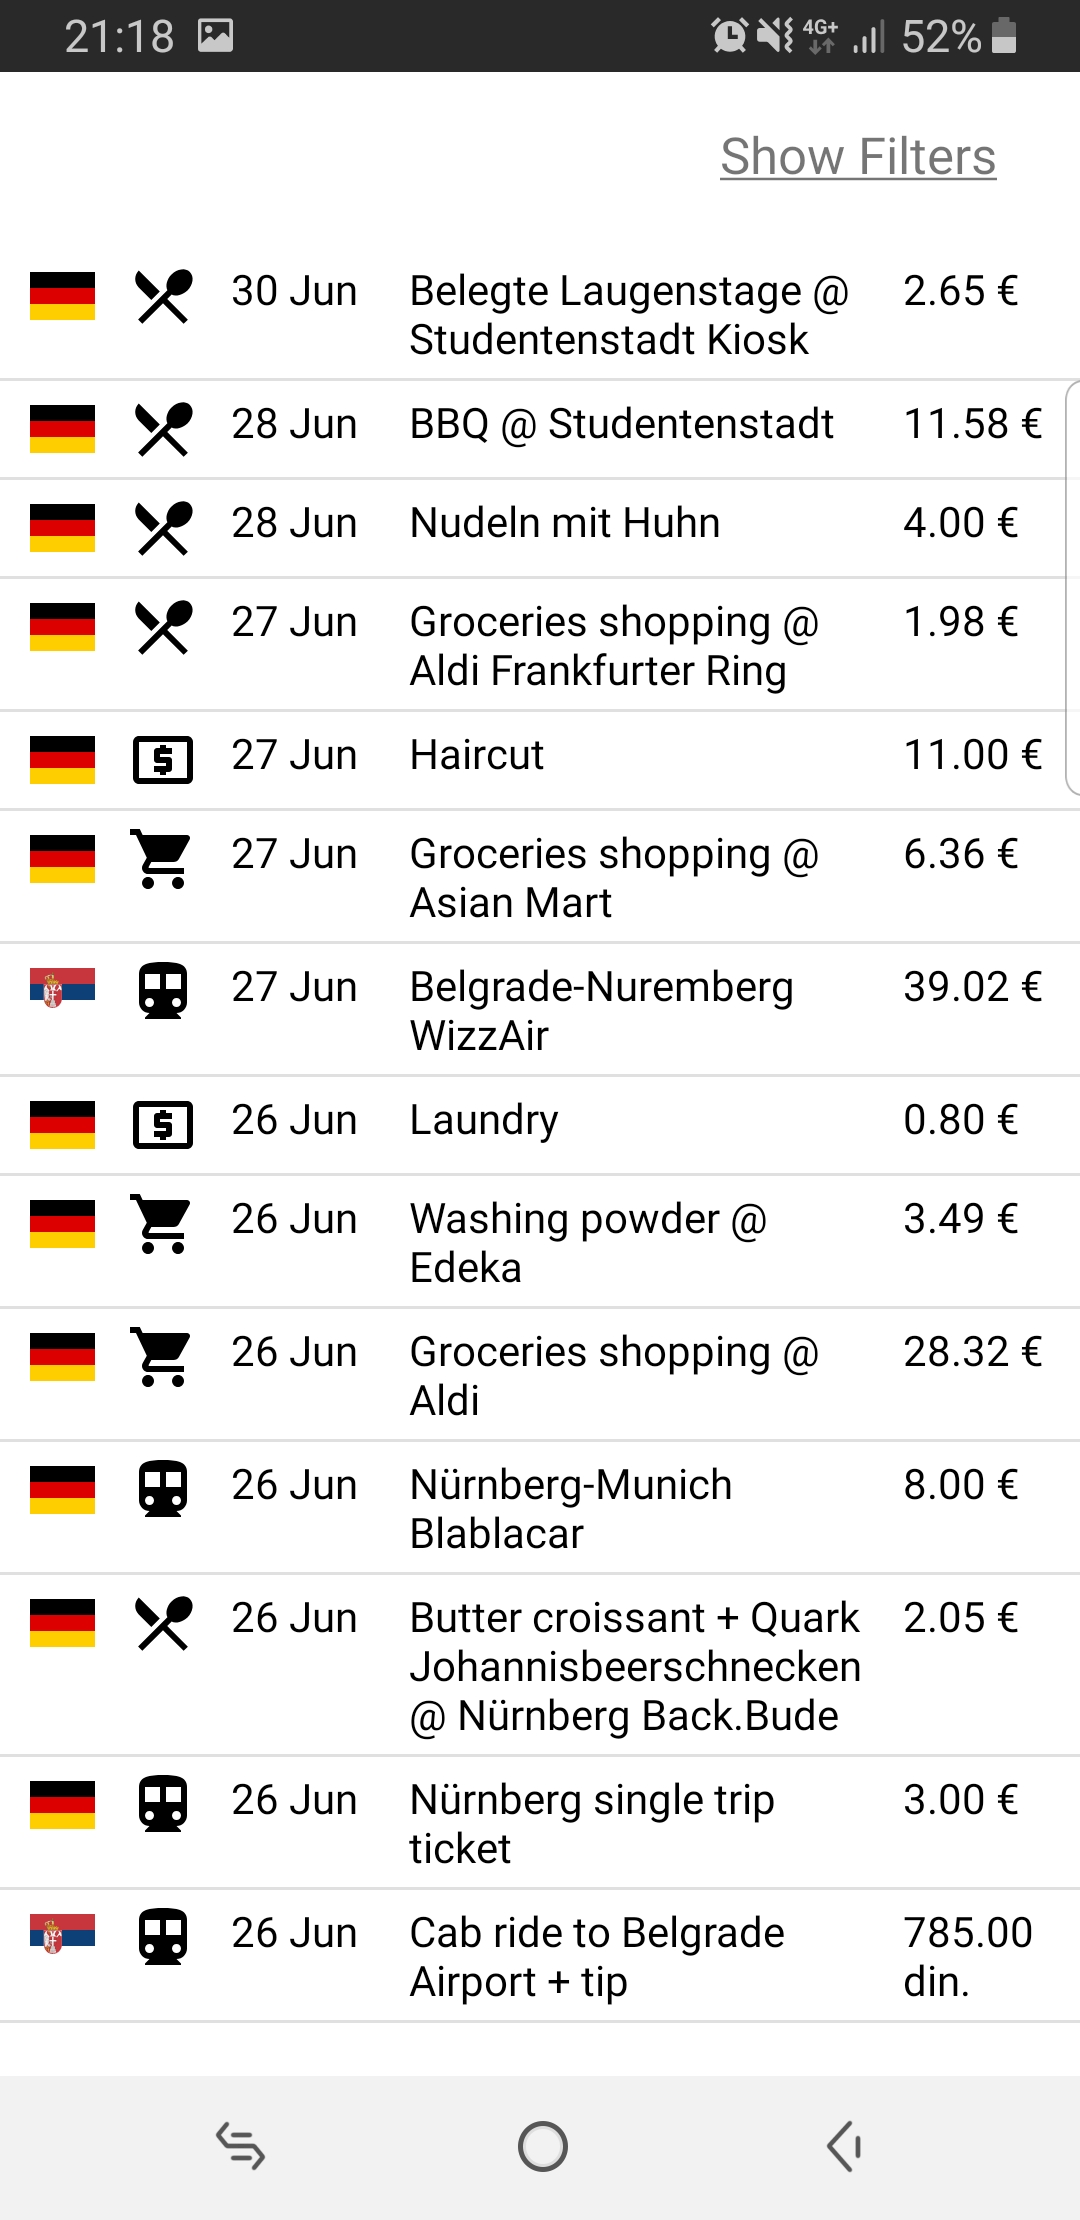 21:18 4G+ 52%
Show Filters
30 Jun Belegte Laugenstage @ 2.65 €
Studentenstadt Kiosk
28 Jun BBQ @ Studentenstadt 11.58 €
28 Jun Nudeln mit Huhn 4.00 €
27 Jun Groceries shopping @ 1.98 €
Aldi Frankfurter Ring
27 Jun Haircut 11.00 €
27 Jun Groceries shopping @ 6.36 €
Asian Mart
27 Jun Belgrade-Nuremberg 39.02 €
WizzAir
26 Jun Laundry 0.80 €
26 Jun Washing powder @ 3.49 €
Edeka
26 Jun Groceries shopping @ 28.32 €
Aldi
26 Jun Nürnberg-Munich 8.00 €
Blablacar
26 Jun Butter croissant + Quark 2.05 €
Johannisbeerschnecken
@ Nürnberg Back.Bude
26 Jun Nürnberg single trip 3.00 €
ticket
26 Jun Cab ride to Belgrade 785.00
Airport + tip din.